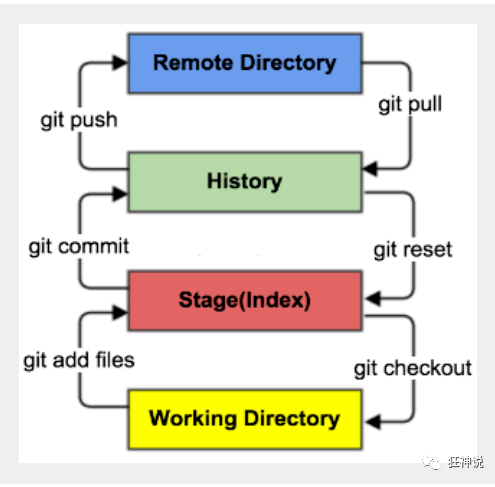 Remote Directory
git push
git pull
History
git commit
git reset
Stage(Index)
git add files
git checkout
Working Directory
狂神说